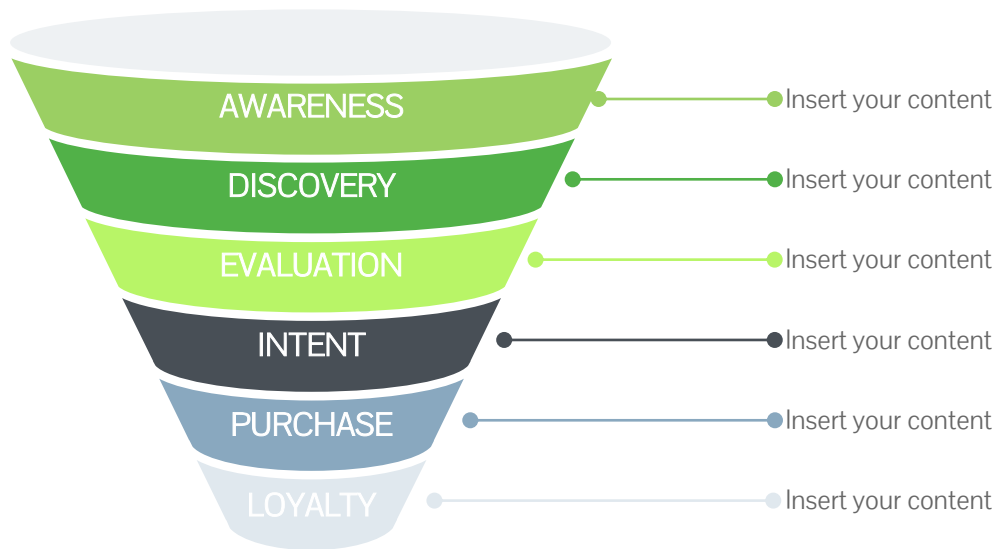 AWARENESS Insert your content
DISCOVERY Insert your content
EVALUATION Insert your content
INTENT Insert your content
PURCHASE Insert your content
LOYALTY Insert your content